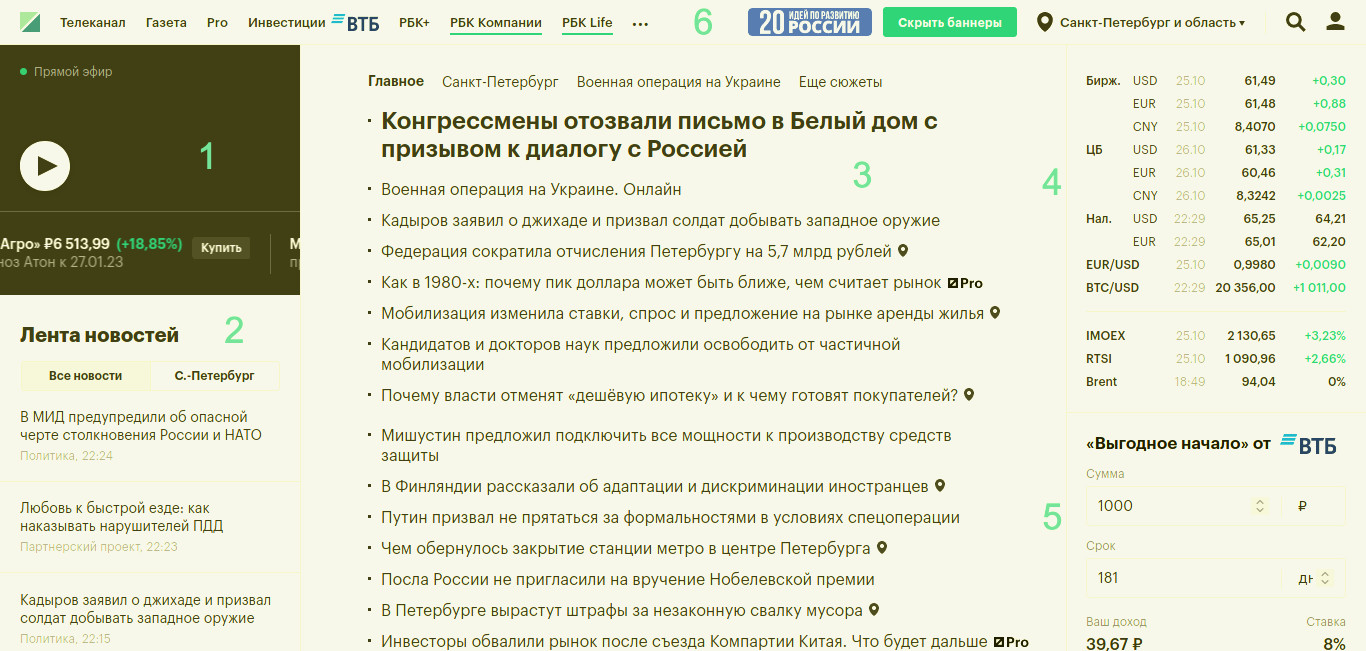 Телеканал Газета Pro Инвестиции ВТБ РБК+ РБК Компании РБК Life ... 6 20 ИДЕЙ ПО РАЗВИТИЮ РОССИИ Скрыть баннеры Санкт-Петербург и область
Прямой эфир
1
Агро» ₽6 513,99 (+18,85%) Купить
ноз Атон к 27.01.23
Лента новостей 2
Все новости С.-Петербург
В МИД предупредили об опасной
черте столкновения России и НАТО
Политика, 22:24
Любовь к быстрой езде: как
наказывать нарушителей ПДД
Партнерский проект, 22:23
Кадыров заявил о джихаде и призвал
солдат добывать западное оружие
Политика, 22:15
Главное Санкт-Петербург Военная операция на Украине Еще сюжеты
Конгрессмены отозвали письмо в Белый дом с
призывом к диалогу с Россией
3
Военная операция на Украине. Онлайн
Кадыров заявил о джихаде и призвал солдат добывать западное оружие
Федерация сократила отчисления Петербургу на 5,7 млрд рублей
Как в 1980-х: почему пик доллара может быть ближе, чем считает рынок Pro
Мобилизация изменила ставки, спрос и предложение на рынке аренды жилья
Кандидатов и докторов наук предложили освободить от частичной
мобилизации
Почему власти отменят «дешёвую ипотеку» и к чему готовят покупателей?
Мишустин предложил подключить все мощности к производству средств
защиты
В Финляндии рассказали об адаптации и дискриминации иностранцев
Путин призвал не прятаться за формальностями в условиях спецоперации
Чем обернулось закрытие станции метро в центре Петербурга
Посла России не пригласили на вручение Нобелевской премии
В Петербурге вырастут штрафы за незаконную свалку мусора
Инвесторы обвалили рынок после съезда Компартии Китая. Что будет дальше Pro
4
Бирж. USD 25.10 61,49 +0,30
EUR 25.10 61,48 +0,88
CNY 25.10 8,4070 +0,0750
ЦБ USD 26.10 61,33 +0,17
EUR 26.10 60,46 +0,31
CNY 26.10 8,3242 +0,0025
Нал. USD 22:29 65,25 64,21
EUR 22:29 65,01 62,20
EUR/USD 25.10 0,9980 +0,0090
BTC/USD 22:29 20 356,00 +1 011,00
IMOEX 25.10 2 130,65 +3,23%
RTSI 25.10 1 090,96 +2,66%
Brent 18:49 94,04 0%
5
«Выгодное начало» от ВТБ
Сумма
1000 ₽
Срок
181 дн
Ваш доход Ставка
39,67 ₽ 8%